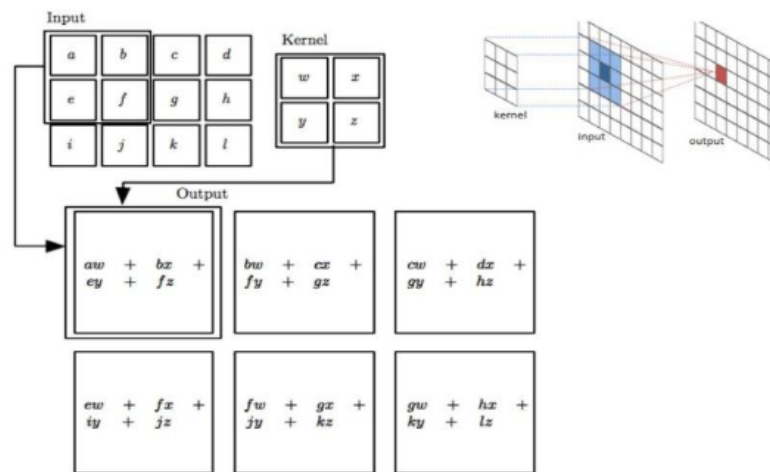 Input
a b c d
e f g h
i j k l
Kernel
w x
y z
kernel
input
output
Output
aw + bx +
ey + fz
bw + cx +
fy + gz
cw + dx +
gy + hz
ew + fx +
iy + jz
fw + gx +
jy + kz
gw + hx +
ky + lz